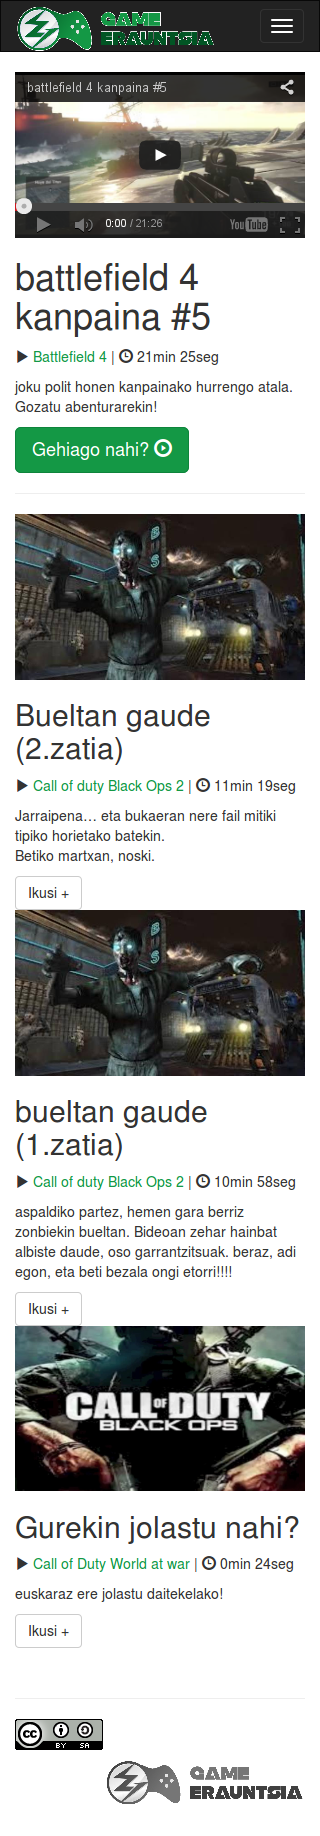 GAME
ERAUNTSIA
battlefield 4 kanpaina #5
0:00 / 21:26
YouTube
battlefield 4
kanpaina #5
Battlefield 4 | 21min 25seg
joku polit honen kanpainako hurrengo atala.
Gozatu abenturarekin!
Gehiago nahi?
Bueltan gaude
(2.zatia)
Call of duty Black Ops 2 | 11min 19seg
Jarraipena... eta bukaeran nere fail mitiki
tipiko horietako batekin.
Betiko martxan, noski.
Ikusi +
bueltan gaude
(1.zatia)
Call of duty Black Ops 2 | 10min 58seg
aspaldiko partez, hemen gara berriz
zonbiekin bueltan. Bideoan zehar hainbat
albiste daude, oso garrantzitsuak. beraz, adi
egon, eta beti bezala ongi etorri!!!!
Ikusi +
CALL OF DUTY
BLACK OPS
Gurekin jolastu nahi?
Call of Duty World at war | 0min 24seg
euskaraz ere jolastu daitekelako!
Ikusi +
cc
BY SA
GAME
ERAUNTSIA